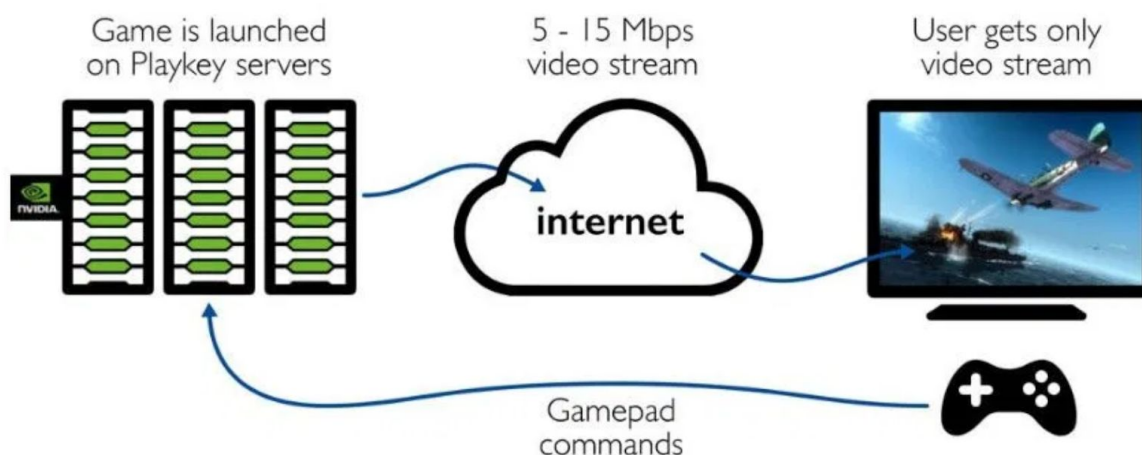 Game is launched
on Playkey servers
5 - 15 Mbps
video stream
User gets only
video stream
NVIDIA.
internet
Gamepad
commands